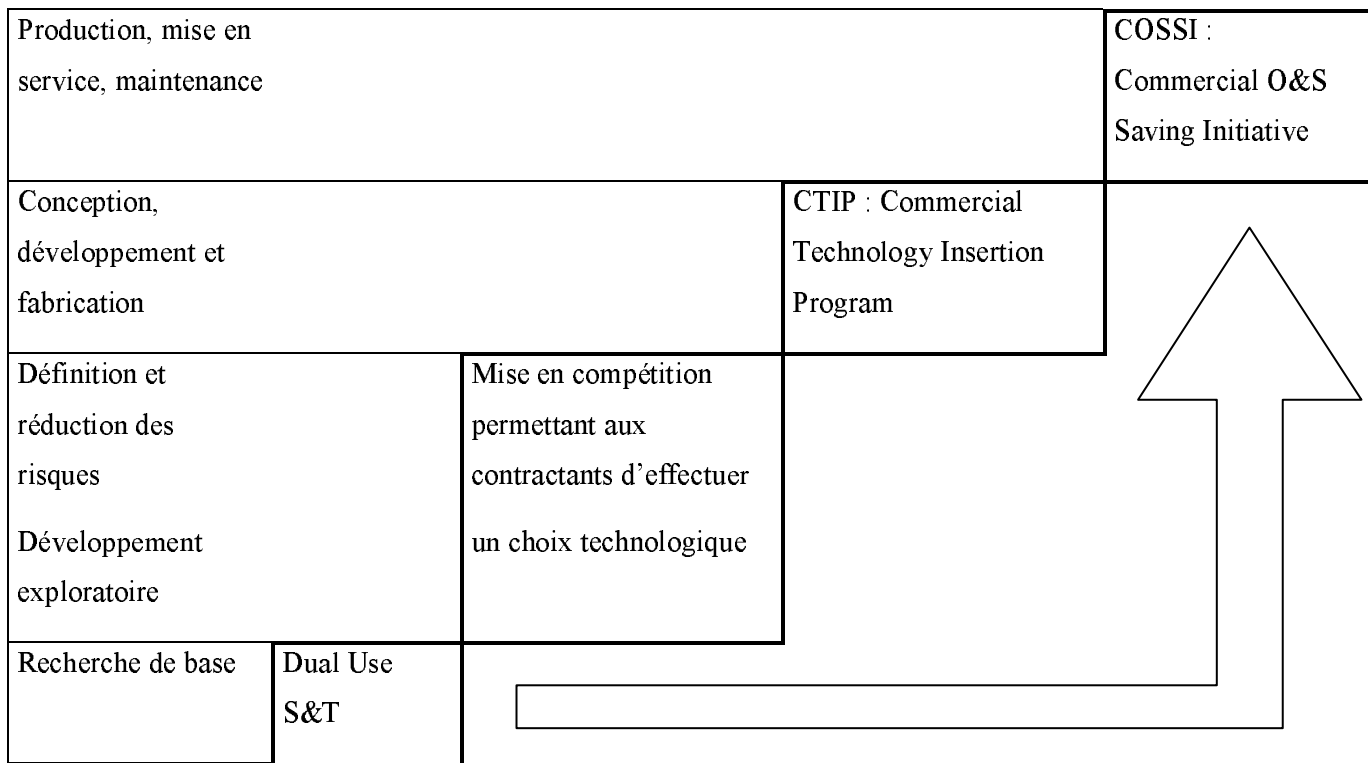 Production, mise en
service, maintenance
COSSI :
Commercial O&S
Saving Initiative
Conception,
développement et
fabrication
CTIP : Commercial
Technology Insertion
Program
Définition et
réduction des
risques
Développement
exploratoire
Mise en compétition
permettant aux
contractants d’effectuer
un choix technologique
Recherche de base
Dual Use
S&T